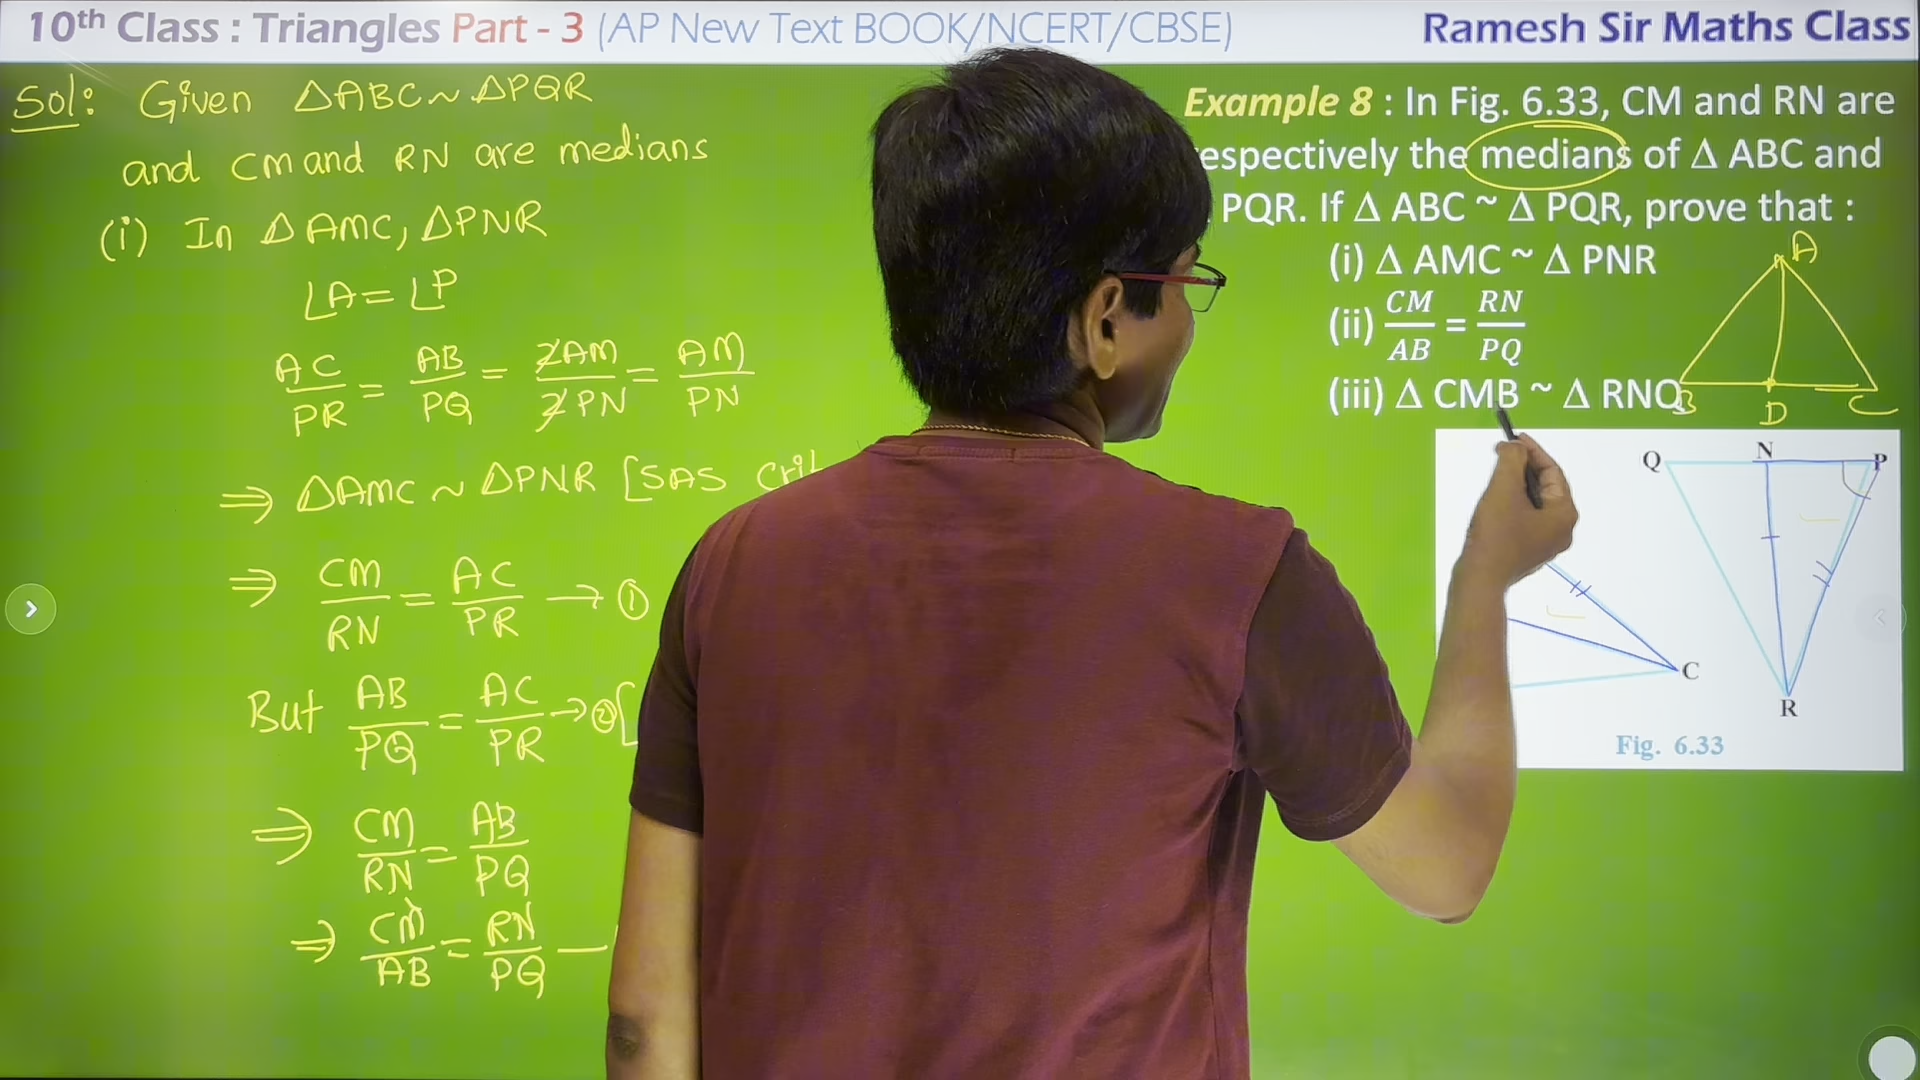 10th Class : Triangles Part - 3 (AP New Text BOOK/NCERT/CBSE)
Ramesh Sir Maths Class
Sol: Given ΔABC ~ ΔPQR
and CM and RN are medians
(i) In ΔAMC, ΔPNR
∠A = ∠P
AC/PR = AB/PQ = 2AM/2PN = AM/PN
⇒ ΔAMC ~ ΔPNR [SAS
⇒ CM/RN = AC/PR → ①
But AB/PQ = AC/PR → ② [
⇒ CM/RN = AB/PQ
⇒ CM/AB = RN/PQ —
Example 8 : In Fig. 6.33, CM and RN are
espectively the medians of Δ ABC and
PQR. If Δ ABC ~ Δ PQR, prove that :
(i) Δ AMC ~ Δ PNR
(ii) CM/AB = RN/PQ
(iii) Δ CMB ~ Δ RNQ
A
B D C
Q N P
C
R
Fig. 6.33